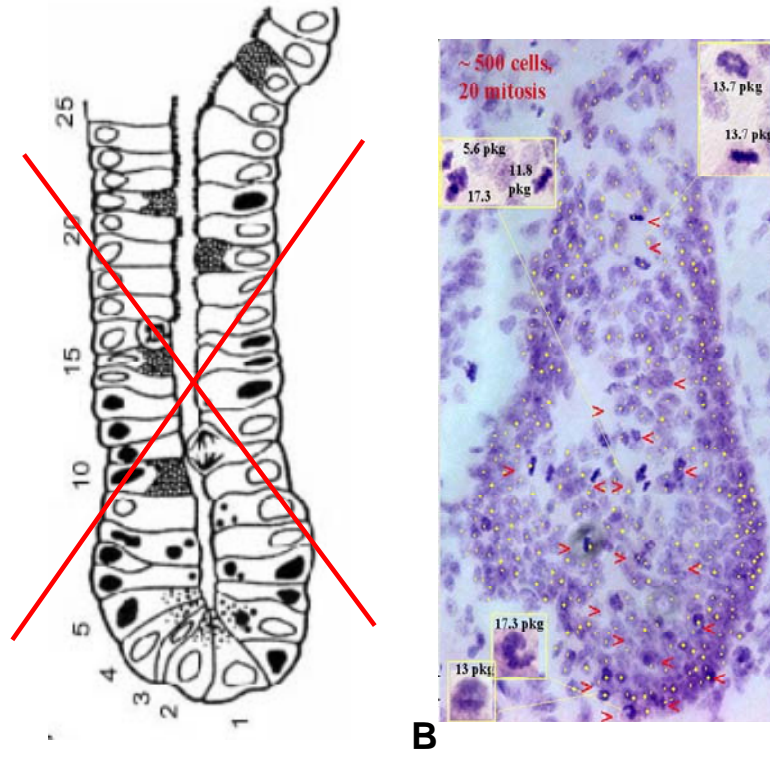 25
20
15
10
5
4
3
2
1
~ 500 cells,
20 mitosis
13.7 pkg
13.7 pkg
5.6 pkg
11.8
pkg
17.3
17.3 pkg
13 pkg
B